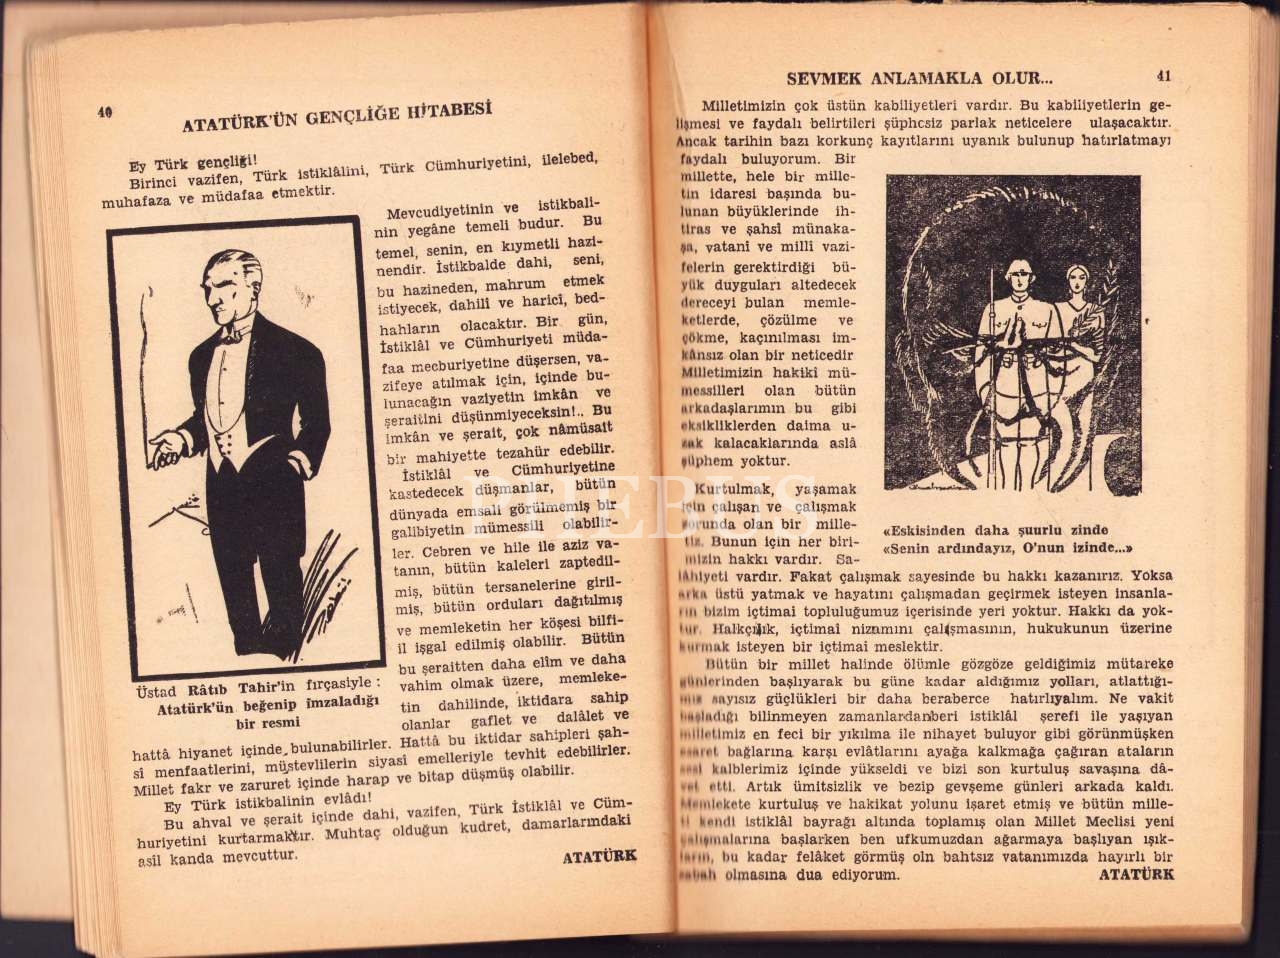 40
ATATÜRK'ÜN GENÇLİĞE HİTABESİ
Ey Türk gençliği!
Birinci vazifen, Türk istiklâlini, Türk Cümhuriyetini, ilelebed,
muhafaza ve müdafaa etmektir.
Mevcudiyetinin ve istikbali-
nin yegâne temeli budur. Bu
temel, senin, en kıymetli hazi-
nendir. İstikbalde dahi, seni,
bu hazineden, mahrum etmek
istiyecek, dahilî ve haricî, bed-
hahların olacaktır. Bir gün,
İstiklâl ve Cümhuriyeti müda-
faa mecburiyetine düşersen, va-
zifeye atılmak için, içinde bu-
lunacağın vaziyetin imkân ve
şeraitini düşünmiyeceksin!.. Bu
imkân ve şerait, çok nâmüsait
bir mahiyette tezahür edebilir.
İstiklâl ve Cümhuriyetine
kastedecek düşmanlar, bütün
dünyada emsali görülmemiş bir
galibiyetin mümessili olabilir-
ler. Cebren ve hile ile aziz va-
tanın, bütün kaleleri zaptedil-
miş, bütün tersanelerine giril-
miş, bütün orduları dağıtılmış
ve memleketin her köşesi bilfi-
il işgal edilmiş olabilir. Bütün
bu şeraitten daha elîm ve daha
vahim olmak üzere, memleke-
tin dahilinde, iktidara sahip
olanlar gaflet ve dalâlet ve
Üstad Râtıb Tahir'in fırçasiyle :
Atatürk'ün beğenip imzaladığı
bir resmi
hattâ hiyanet içinde bulunabilirler. Hattâ bu iktidar sahipleri şah-
si menfaatlerini, müstevlilerin siyasi emelleriyle tevhit edebilirler.
Millet fakr ve zaruret içinde harap ve bitap düşmüş olabilir.
Ey Türk istikbalinin evlâdı!
Bu ahval ve şerait içinde dahi, vazifen, Türk İstiklâl ve Cüm-
huriyetini kurtarmaktır. Muhtaç olduğun kudret, damarlarındaki
asil kanda mevcuttur.
ATATÜRK
SEVMEK ANLAMAKLA OLUR...
41
Milletimizin çok üstün kabiliyetleri vardır. Bu kabiliyetlerin ge-
lişmesi ve faydalı belirtileri şüphesiz parlak neticelere ulaşacaktır.
Ancak tarihin bazı korkunç kayıtlarını uyanık bulunup hatırlatmayı
faydalı buluyorum. Bir
millette, hele bir mille-
tin idaresi başında bu-
lunan büyüklerinde ih-
tiras ve şahsî münaka-
şa, vatanî ve millî vazi-
felerin gerektirdiği bü-
yük duyguları altedecek
dereceyi bulan memle-
ketlerde, çözülme ve
çökme, kaçınılması im-
kânsız olan bir neticedir
Milletimizin hakiki mü-
messilleri olan bütün
arkadaşlarımın bu gibi
eksikliklerden daima u-
zak kalacaklarında aslâ
şüphem yoktur.
Kurtulmak, yaşamak
için çalışan ve çalışmak
zorunda olan bir mille-
tiz. Bunun için her biri-
mizin hakkı vardır. Sa-
lâhiyeti vardır. Fakat çalışmak sayesinde bu hakkı kazanırız. Yoksa
arka üstü yatmak ve hayatını çalışmadan geçirmek isteyen insanla-
rın bizim içtimai topluluğumuz içerisinde yeri yoktur. Hakkı da yok-
tur. Halkçılık, içtimai nizamını çalışmasının, hukukunun üzerine
kurmak isteyen bir içtimai meslektir.
«Eskisinden daha şuurlu zinde
«Senin ardındayız, O'nun izinde...»
Bütün bir millet halinde ölümle gözgöze geldiğimiz mütareke
günlerinden başlıyarak bu güne kadar aldığımız yolları, atlattığı-
mız sayısız güçlükleri bir daha beraberce hatırlıyalım. Ne vakit
başladığı bilinmeyen zamanlardanberi istiklâl şerefi ile yaşıyan
milletimiz en feci bir yıkılma ile nihayet buluyor gibi görünmüşken
esaret bağlarına karşı evlâtlarını ayağa kalkmağa çağıran ataların
sesi kalblerimiz içinde yükseldi ve bizi son kurtuluş savaşına dâ-
vet etti. Artık ümitsizlik ve bezip gevşeme günleri arkada kaldı.
Memlekete kurtuluş ve hakikat yolunu işaret etmiş ve bütün mille-
ti kendi istiklâl bayrağı altında toplamış olan Millet Meclisi yeni
çalışmalarına başlarken ben ufkumuzdan ağarmaya başlıyan ışık-
ların, bu kadar felâket görmüş oln bahtsız vatanımızda hayırlı bir
sabah olmasına dua ediyorum.
ATATÜRK